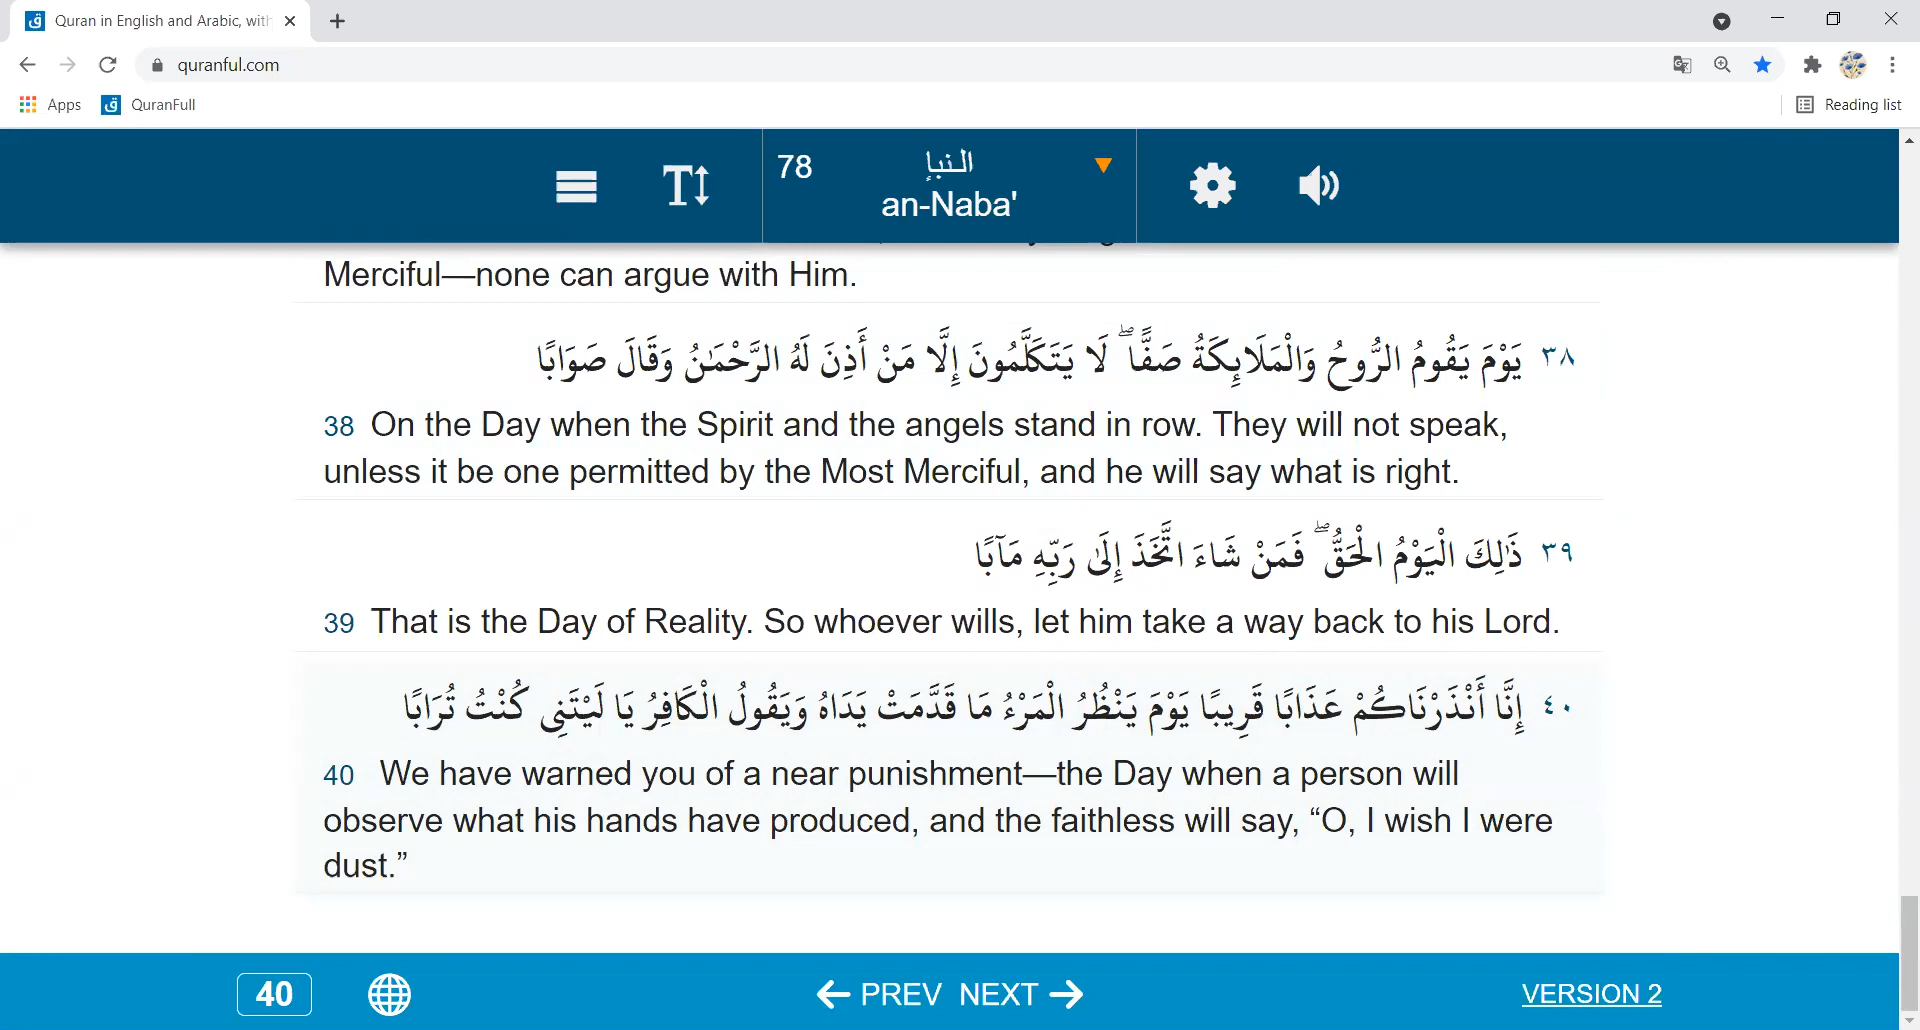 Quran in English and Arabic, with
quranful.com
Apps
QuranFull
Reading list
78
النبإ
an-Naba'
Merciful—none can argue with Him.
٣٨ يَوْمَ يَقُومُ الرُّوحُ وَالْمَلَائِكَةُ صَفًّا ۖ لَا يَتَكَلَّمُونَ إِلَّا مَنْ أَذِنَ لَهُ الرَّحْمَٰنُ وَقَالَ صَوَابًا
38 On the Day when the Spirit and the angels stand in row. They will not speak,
unless it be one permitted by the Most Merciful, and he will say what is right.
٣٩ ذَٰلِكَ الْيَوْمُ الْحَقُّ ۖ فَمَنْ شَاءَ اتَّخَذَ إِلَىٰ رَبِّهِ مَآبًا
39 That is the Day of Reality. So whoever wills, let him take a way back to his Lord.
٤٠ إِنَّا أَنْذَرْنَاكُمْ عَذَابًا قَرِيبًا يَوْمَ يَنْظُرُ الْمَرْءُ مَا قَدَّمَتْ يَدَاهُ وَيَقُولُ الْكَافِرُ يَا لَيْتَنِي كُنْتُ تُرَابًا
40 We have warned you of a near punishment—the Day when a person will
observe what his hands have produced, and the faithless will say, “O, I wish I were
dust.”
40
PREV NEXT
VERSION 2